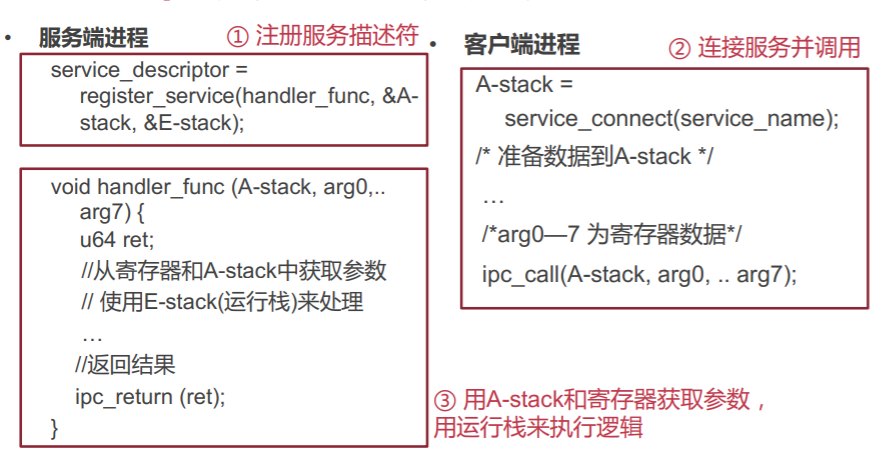 • 服务端进程
① 注册服务描述符
service_descriptor =
register_service(handler_func, &A-
stack, &E-stack);
void handler_func (A-stack, arg0,..
arg7) {
u64 ret;
//从寄存器和A-stack中获取参数
// 使用E-stack(运行栈)来处理
…
//返回结果
ipc_return (ret);
}
• 客户端进程
② 连接服务并调用
A-stack =
service_connect(service_name);
/* 准备数据到A-stack */
…
/*arg0—7 为寄存器数据*/
ipc_call(A-stack, arg0, .. arg7);
③ 用A-stack和寄存器获取参数，
用运行栈来执行逻辑